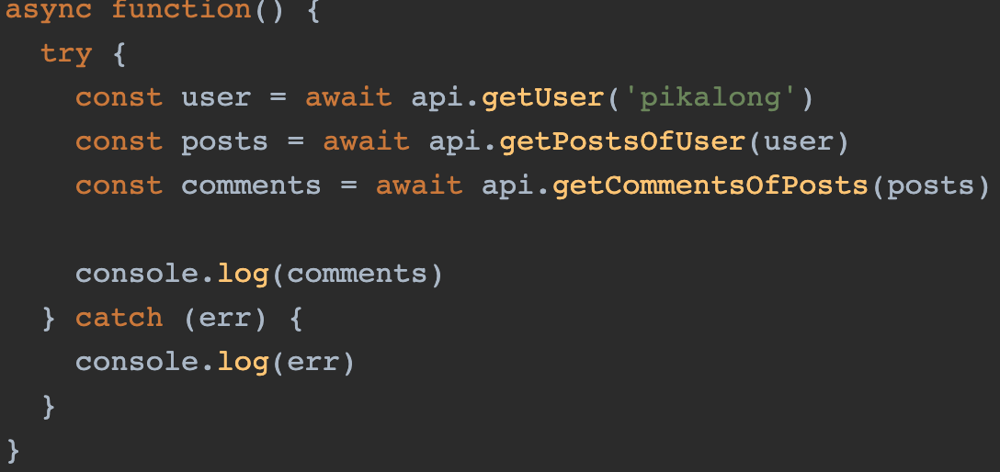 async function() {
  try {
    const user = await api.getUser('pikalong')
    const posts = await api.getPostsOfUser(user)
    const comments = await api.getCommentsOfPosts(posts)

    console.log(comments)
  } catch (err) {
    console.log(err)
  }
}